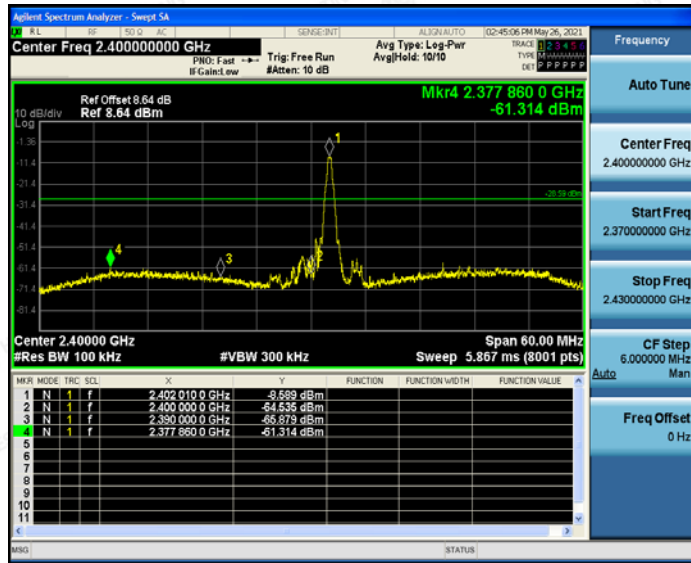 Agilent Spectrum Analyzer - Swept SA
RL RF 50 Ω AC SENSE:INT ALIGN AUTO 02:45:06 PM May 26, 2021
Center Freq 2.400000000 GHz
PNO: Fast
IFGain:Low
Trig: Free Run
#Atten: 10 dB
Avg Type: Log-Pwr
Avg|Hold: 10/10
TRACE 1 2 3 4 5 6
TYPE M
DET P P P P P P
Ref Offset 8.64 dB
10 dB/div Ref 8.64 dBm
Log
Mkr4 2.377 860 0 GHz
-61.314 dBm
-1.36
-11.4
-21.4
-31.4
-41.4
-51.4
-61.4
-71.4
-81.4
1
-28.59 dBm
4
3
2
Center 2.40000 GHz Span 60.00 MHz
#Res BW 100 kHz #VBW 300 kHz Sweep 5.867 ms (8001 pts)
MKR MODE TRC SCL X Y FUNCTION FUNCTION WIDTH FUNCTION VALUE
1 N 1 f 2.402 010 0 GHz -8.589 dBm
2 N 1 f 2.400 000 0 GHz -64.535 dBm
3 N 1 f 2.390 000 0 GHz -65.879 dBm
4 N 1 f 2.377 860 0 GHz -61.314 dBm
5
6
7
8
9
10
11
MSG STATUS
Frequency
Auto Tune
Center Freq
2.400000000 GHz
Start Freq
2.370000000 GHz
Stop Freq
2.430000000 GHz
CF Step
6.000000 MHz
Auto Man
Freq Offset
0 Hz